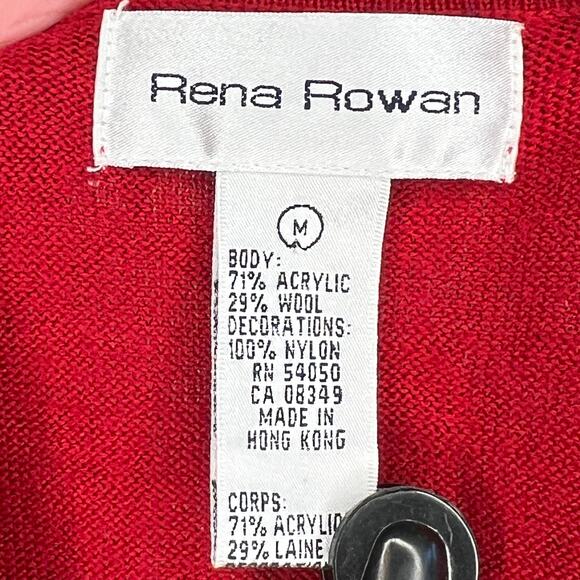 Rena Rowan
M
BODY:
71% ACRYLIC
29% WOOL
DECORATIONS:
100% NYLON
RN 54050
CA 08349
MADE IN
HONG KONG
CORPS:
71% ACRYLIC
29% LAINE